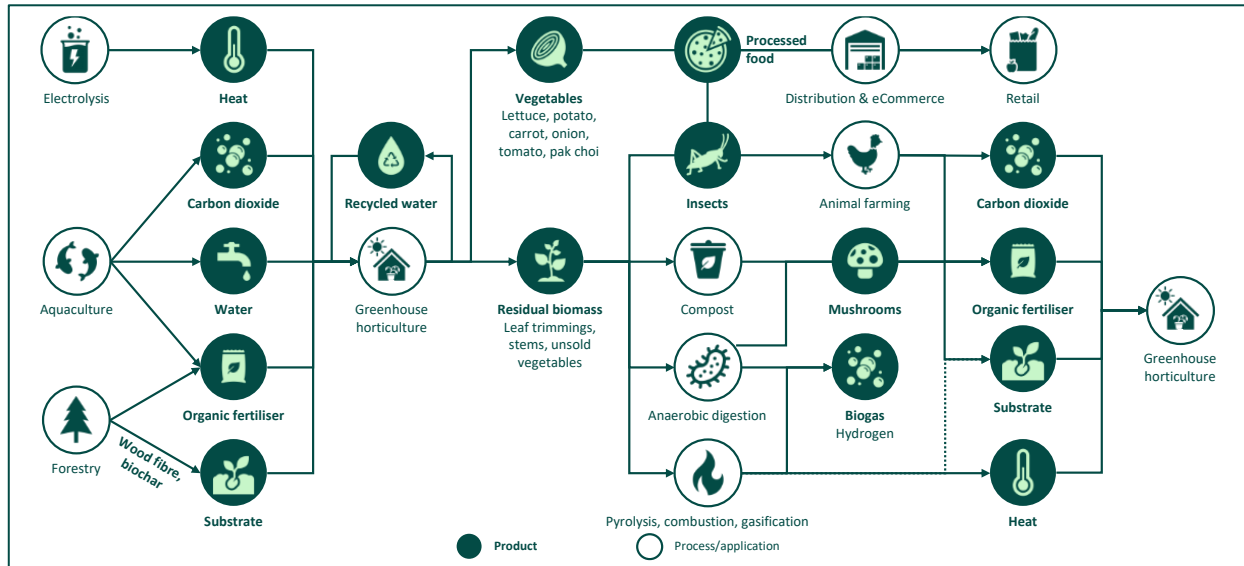 Electrolysis
Heat
Vegetables
Lettuce, potato,
carrot, onion,
tomato, pak choi
Processed
food
Distribution & eCommerce
Retail
Carbon dioxide
Recycled water
Insects
Animal farming
Carbon dioxide
Aquaculture
Water
Greenhouse
horticulture
Residual biomass
Leaf trimmings,
stems, unsold
vegetables
Compost
Mushrooms
Organic fertiliser
Greenhouse
horticulture
Organic fertiliser
Anaerobic digestion
Biogas
Hydrogen
Substrate
Forestry
Wood fibre,
biochar
Substrate
Pyrolysis, combustion, gasification
Heat
Product
Process/application